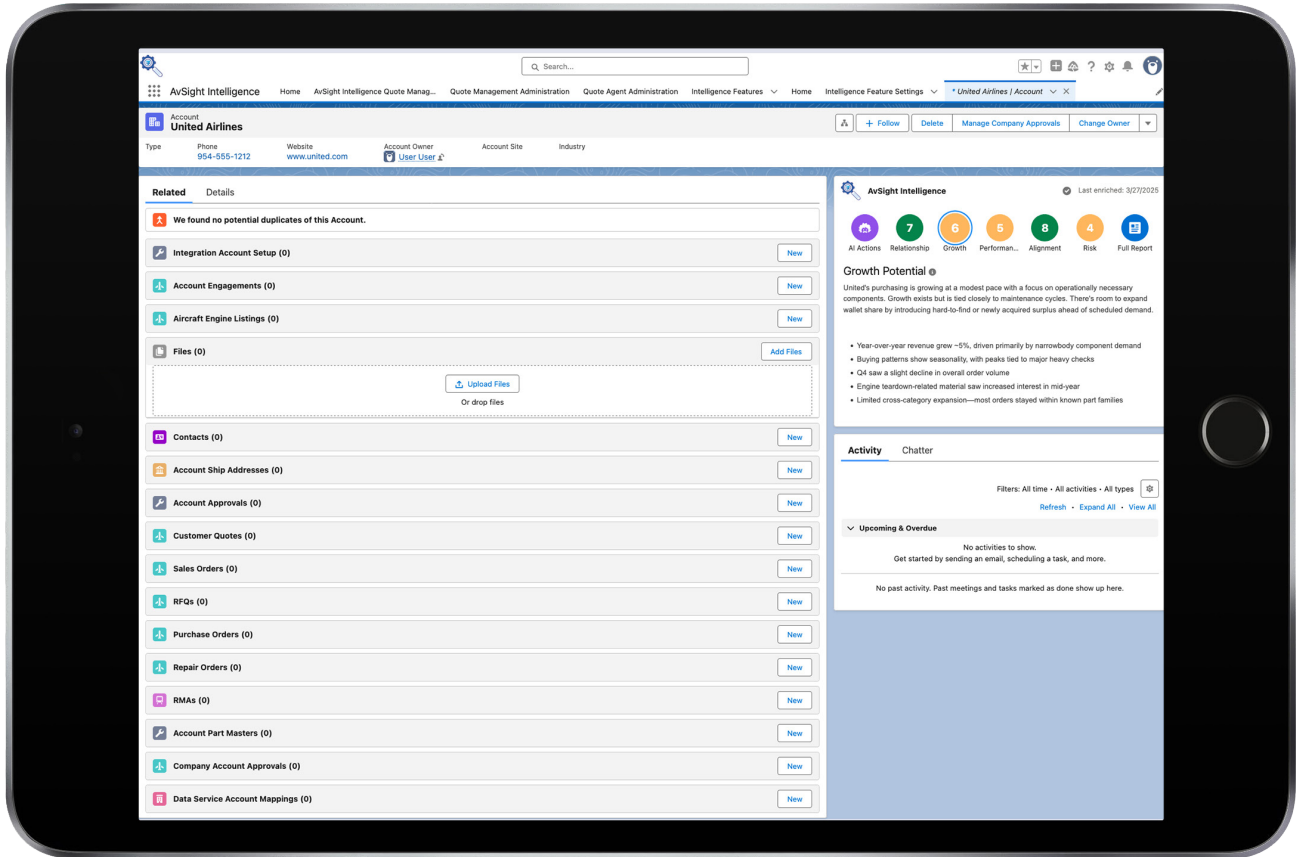 Search...
AvSight Intelligence
Home
AvSight Intelligence Quote Manag...
Quote Management Administration
Quote Agent Administration
Intelligence Features
Home
Intelligence Feature Settings
* United Airlines | Account
Account
United Airlines
+ Follow
Delete
Manage Company Approvals
Change Owner
Type
Phone
Website
Account Owner
Account Site
Industry
954-555-1212
www.united.com
User User
Related
Details
We found no potential duplicates of this Account.
Integration Account Setup (0)
New
Account Engagements (0)
New
Aircraft Engine Listings (0)
New
Files (0)
Add Files
Upload Files
Or drop files
Contacts (0)
New
Account Ship Addresses (0)
New
Account Approvals (0)
New
Customer Quotes (0)
New
Sales Orders (0)
New
RFQs (0)
New
Purchase Orders (0)
New
Repair Orders (0)
New
RMAs (0)
New
Account Part Masters (0)
New
Company Account Approvals (0)
New
Data Service Account Mappings (0)
New
AvSight Intelligence
Last enriched: 3/27/2025
7
6
5
8
4
AI Actions
Relationship
Growth
Performan...
Alignment
Risk
Full Report
Growth Potential
United's purchasing is growing at a modest pace with a focus on operationally necessary
components. Growth exists but is tied closely to maintenance cycles. There's room to expand
wallet share by introducing hard-to-find or newly acquired surplus ahead of scheduled demand.
• Year-over-year revenue grew ~5%, driven primarily by narrowbody component demand
• Buying patterns show seasonality, with peaks tied to major heavy checks
• Q4 saw a slight decline in overall order volume
• Engine teardown-related material saw increased interest in mid-year
• Limited cross-category expansion—most orders stayed within known part families
Activity
Chatter
Filters: All time • All activities • All types
Refresh • Expand All • View All
Upcoming & Overdue
No activities to show.
Get started by sending an email, scheduling a task, and more.
No past activity. Past meetings and tasks marked as done show up here.